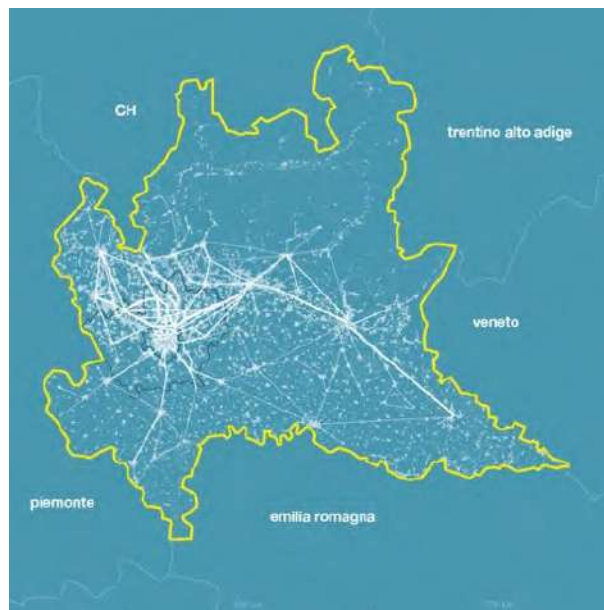 CH
trentino alto adige
veneto
piemonte
emilia romagna